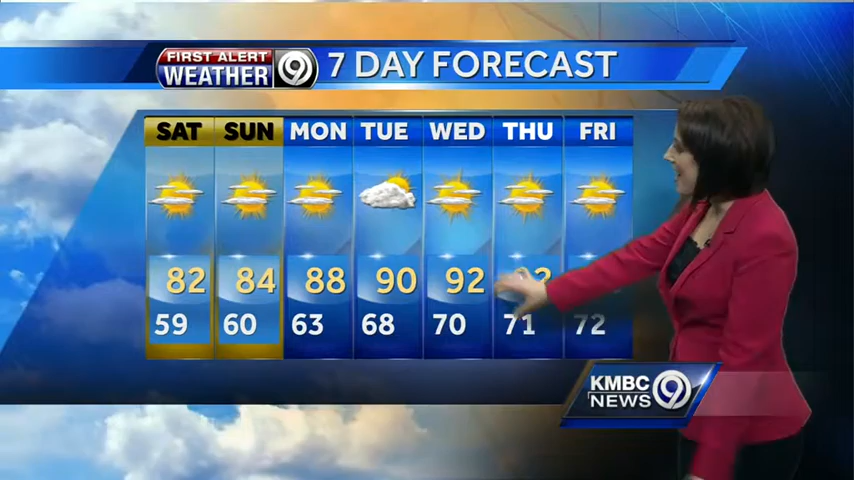 FIRST ALERT
WEATHER 9
7 DAY FORECAST
SAT SUN MON TUE WED THU FRI
82 84 88 90 92
59 60 63 68 70 71 72
KMBC 9
NEWS